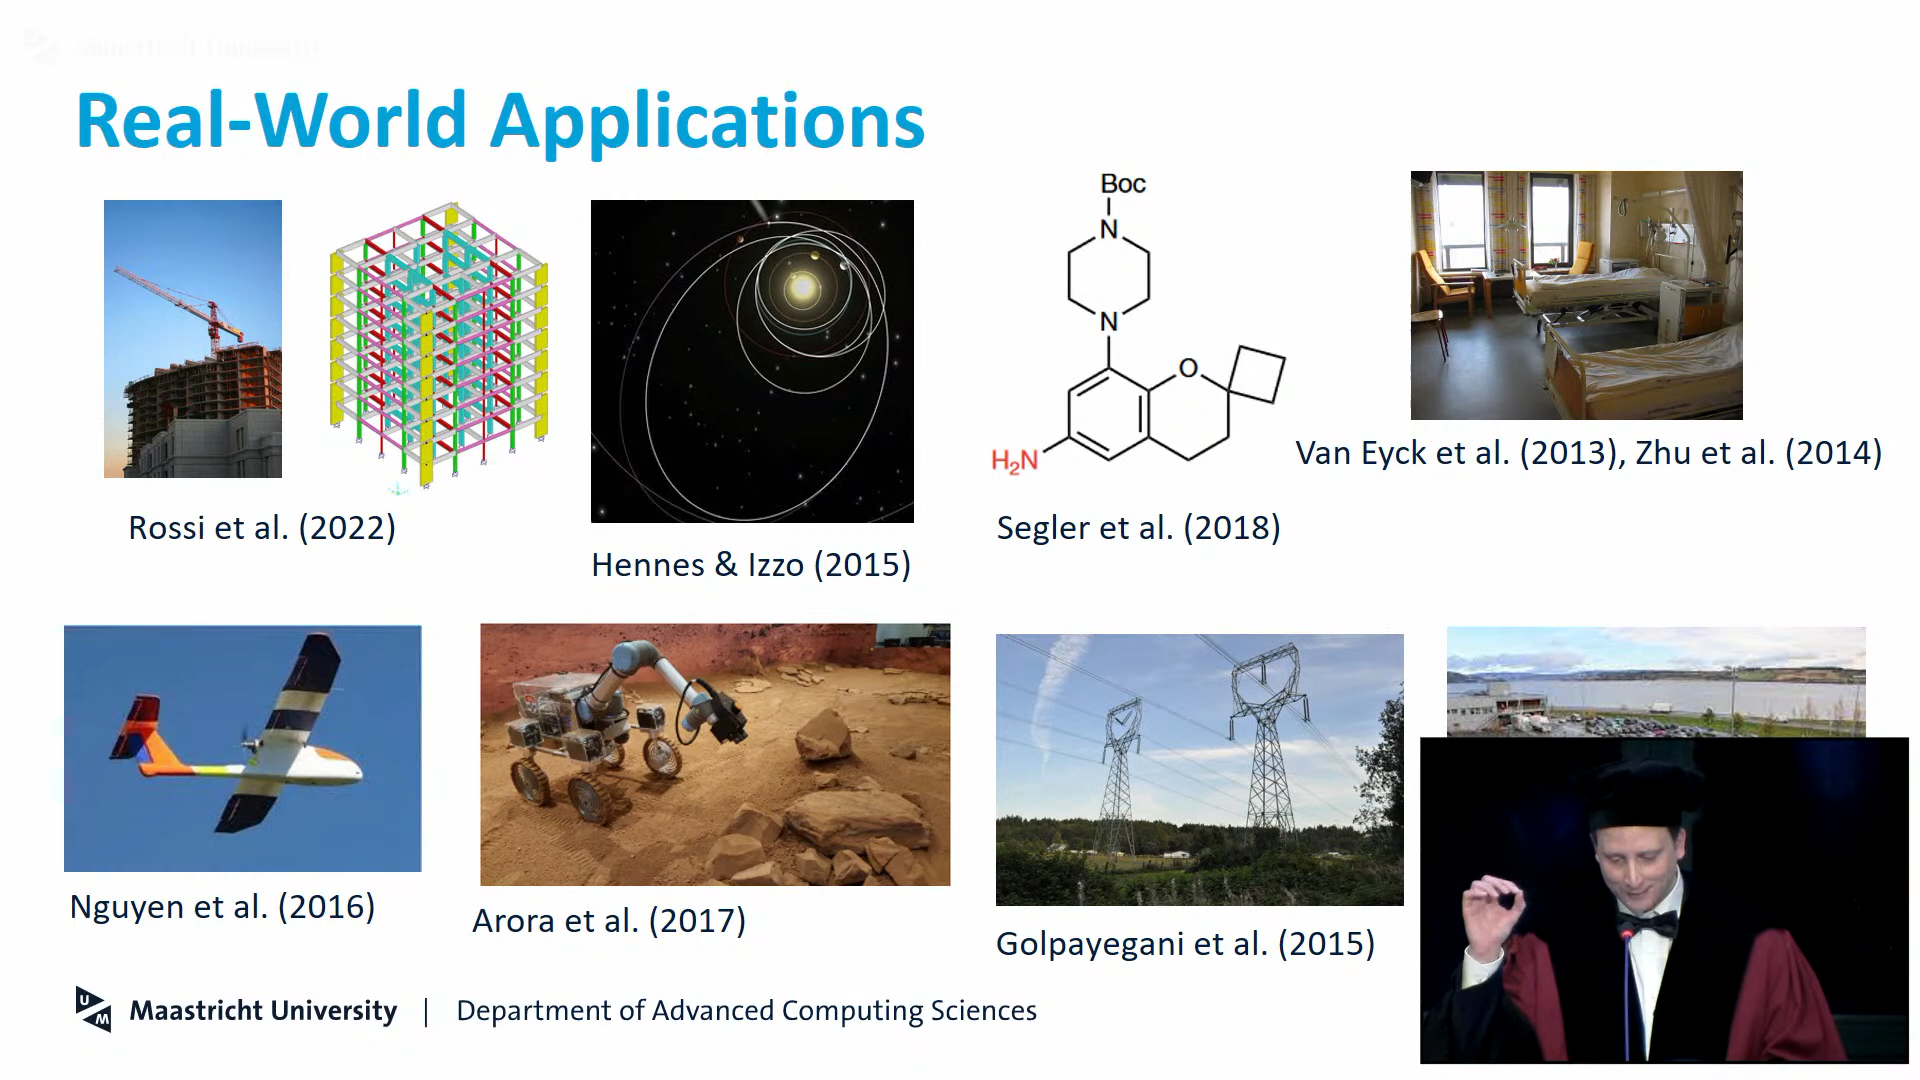 Real-World Applications
Boc
N
N
O
H₂N
Rossi et al. (2022)
Hennes & Izzo (2015)
Segler et al. (2018)
Van Eyck et al. (2013), Zhu et al. (2014)
Nguyen et al. (2016)
Arora et al. (2017)
Golpayegani et al. (2015)
UM Maastricht University | Department of Advanced Computing Sciences